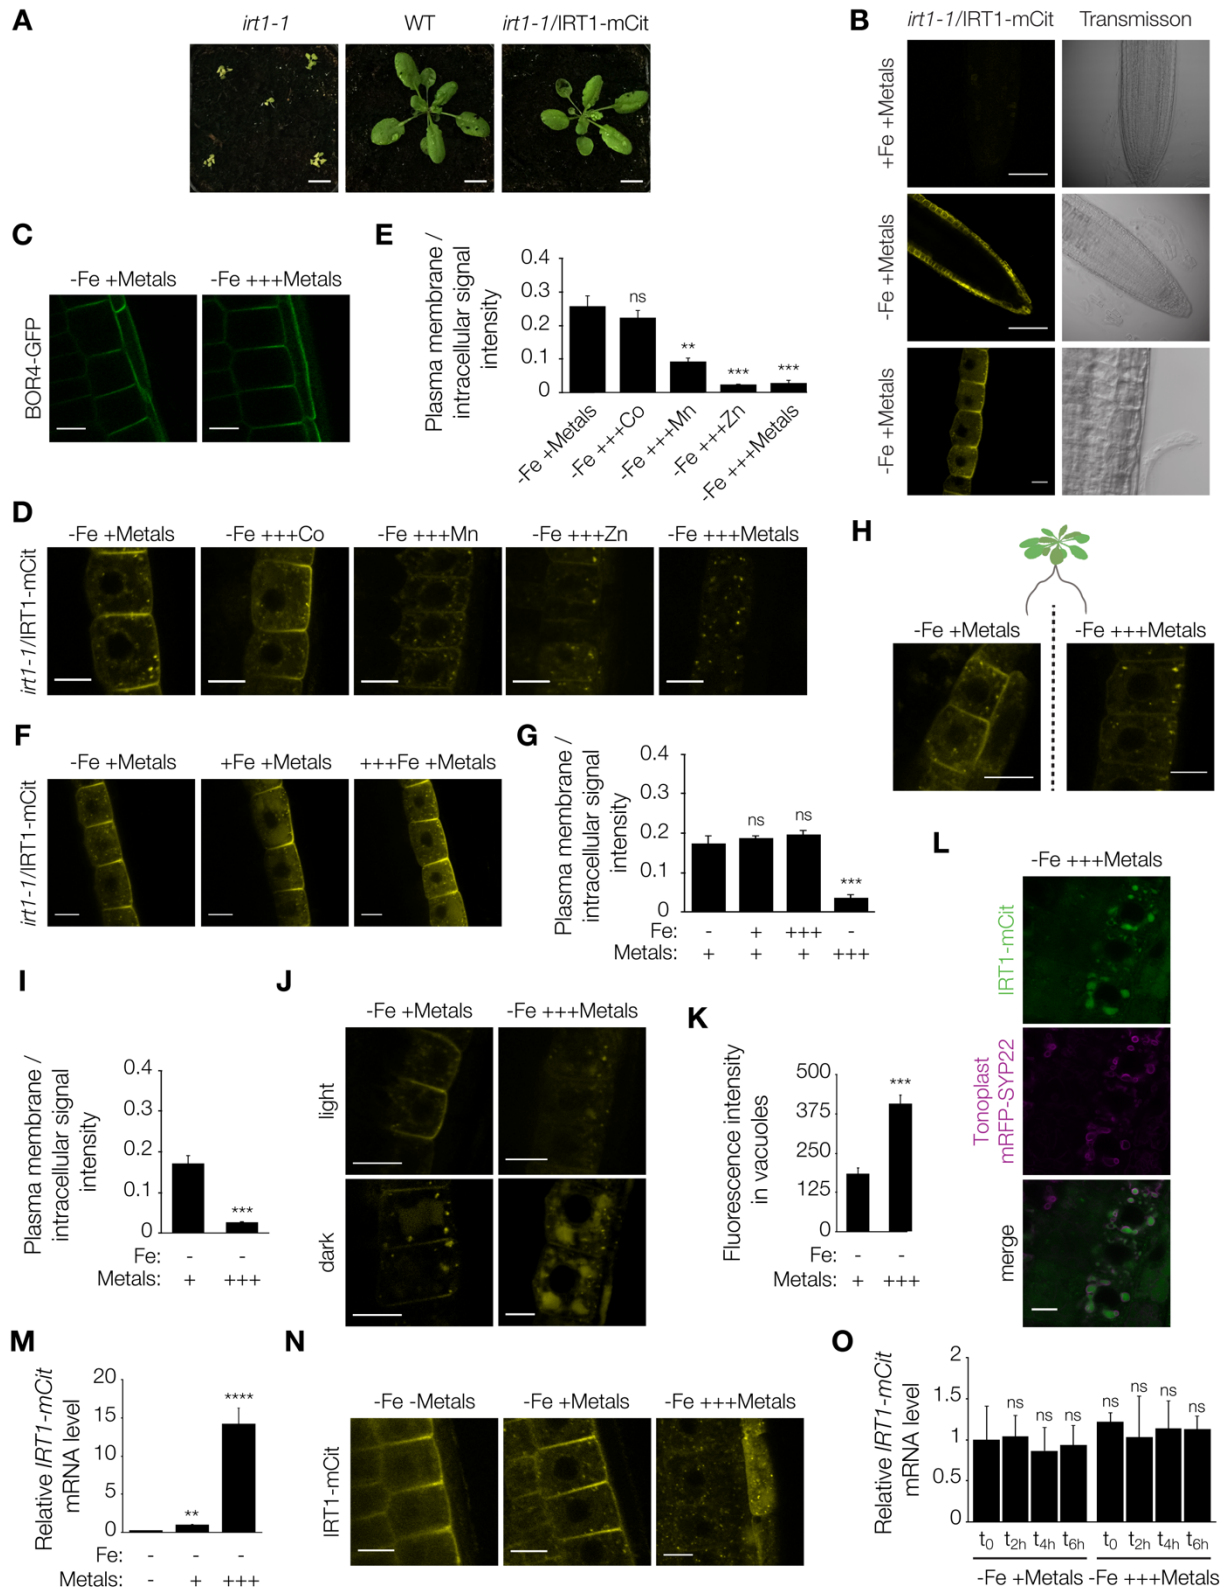 A
irt1-1
WT
irt1-1/IRT1-mCit
B
irt1-1/IRT1-mCit
Transmisson
+Fe +Metals
-Fe +Metals
-Fe +Metals
C
-Fe +Metals
-Fe +++Metals
BOR4-GFP
E
Plasma membrane /
intracellular signal
intensity
0.4
0.3
0.2
0.1
0
ns
**
***
***
-Fe +Metals
-Fe +++Co
-Fe +++Mn
-Fe +++Zn
-Fe +++Metals
D
-Fe +Metals
-Fe +++Co
-Fe +++Mn
-Fe +++Zn
-Fe +++Metals
irt1-1/IRT1-mCit
H
-Fe +Metals
-Fe +++Metals
F
-Fe +Metals
+Fe +Metals
+++Fe +Metals
irt1-1/IRT1-mCit
G
Plasma membrane /
intracellular signal
intensity
0.4
0.3
0.2
0.1
0
ns
ns
***
Fe: - + +++ -
Metals: + + + +++
L
-Fe +++Metals
IRT1-mCit
Tonoplast
mRFP-SYP22
merge
I
Plasma membrane /
intracellular signal
intensity
0.4
0.3
0.2
0.1
0
***
Fe: - -
Metals: + +++
J
-Fe +Metals
-Fe +++Metals
light
dark
K
Fluorescence intensity
in vacuoles
500
375
250
125
0
***
Fe: - -
Metals: + +++
M
Relative IRT1-mCit
mRNA level
20
15
10
5
0
**
****
Fe: - - -
Metals: - + +++
N
-Fe -Metals
-Fe +Metals
-Fe +++Metals
IRT1-mCit
O
Relative IRT1-mCit
mRNA level
2
1.5
1
0.5
0
ns ns ns ns ns ns ns
t0 t2h t4h t6h t0 t2h t4h t6h
-Fe +Metals
-Fe +++Metals